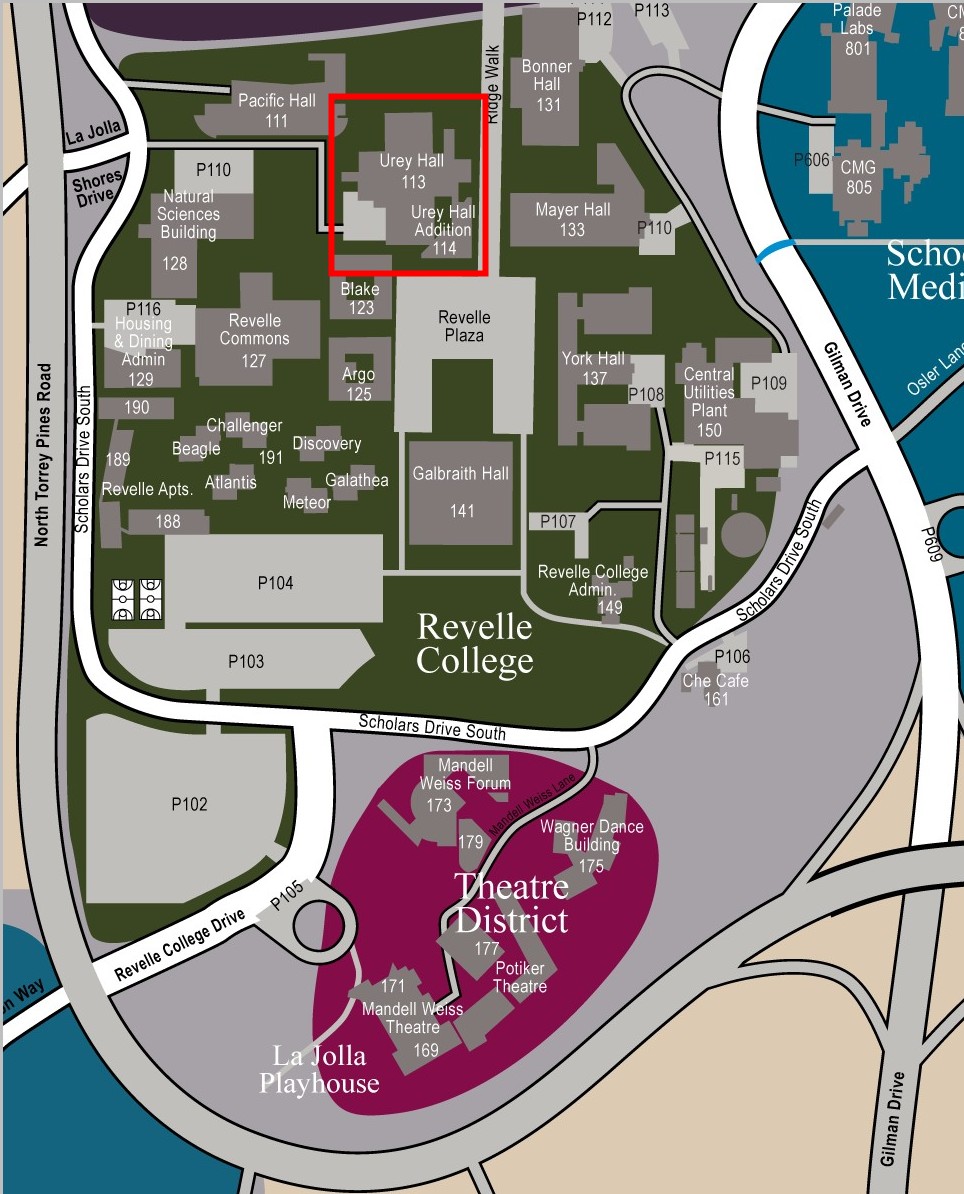 P112
P113
Palade
Labs
801
Ridge Walk
Bonner
Hall
131
Pacific Hall
111
La Jolla
Shores
Drive
P110
Natural
Sciences
Building
128
Urey Hall
113
Urey Hall
Addition
114
Mayer Hall
133
P110
P606
CMG
805
P116
Housing
& Dining
Admin
129
Revelle
Commons
127
Blake
123
Revelle
Plaza
Argo
125
York Hall
137
P108
Central
Utilities
Plant
150
P109
Gilman Drive
North Torrey Pines Road
Scholars Drive South
190
189
Revelle Apts.
188
Challenger
Beagle
191
Discovery
Atlantis
Galathea
Meteor
Galbraith Hall
141
P115
P107
Revelle College
Admin.
149
Scholars Drive South
P609
P104
P103
Revelle
College
P106
Che Cafe
161
Scholars Drive South
P102
Mandell
Weiss Forum
173
Mandell Weiss Lane
179
Wagner Dance
Building
175
Theatre
District
P105
Revelle College Drive
177
Potiker
Theatre
171
Mandell Weiss
Theatre
169
Way
La Jolla
Playhouse
Gilman Drive